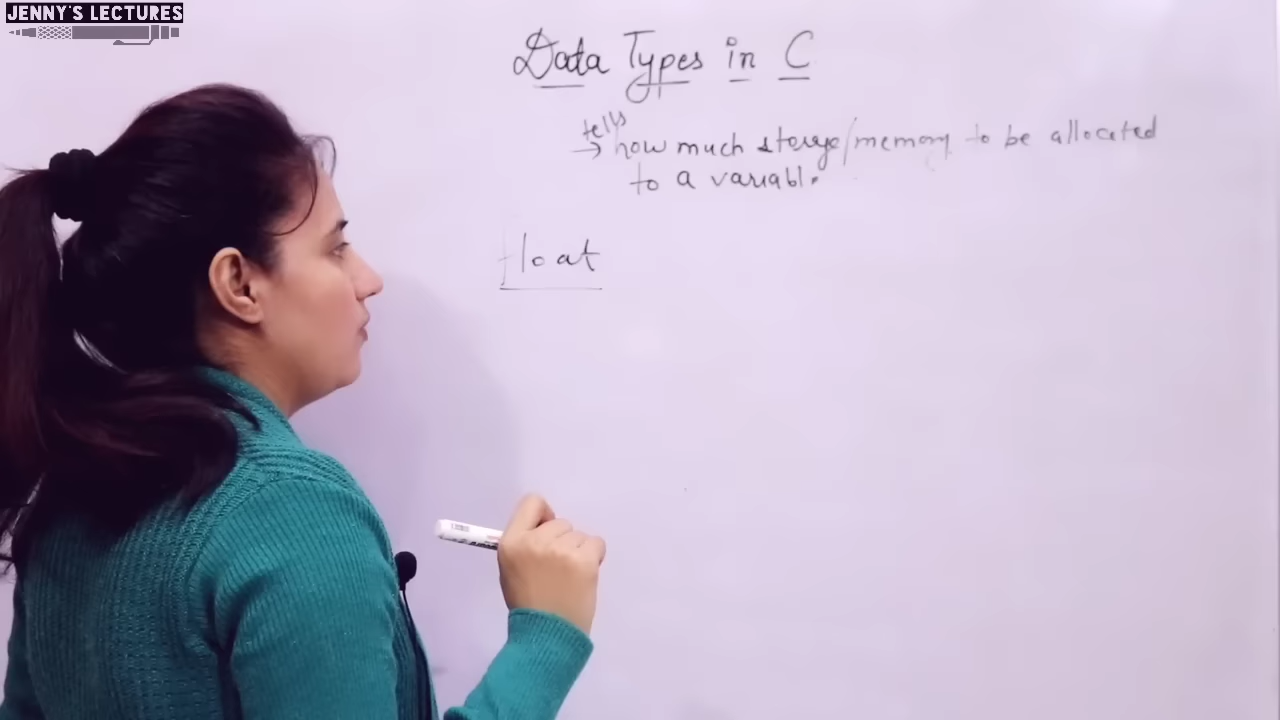 JENNY'S LECTURES
Data Types in C
tells
→ how much storage/memory to be allocated
to a variable
float